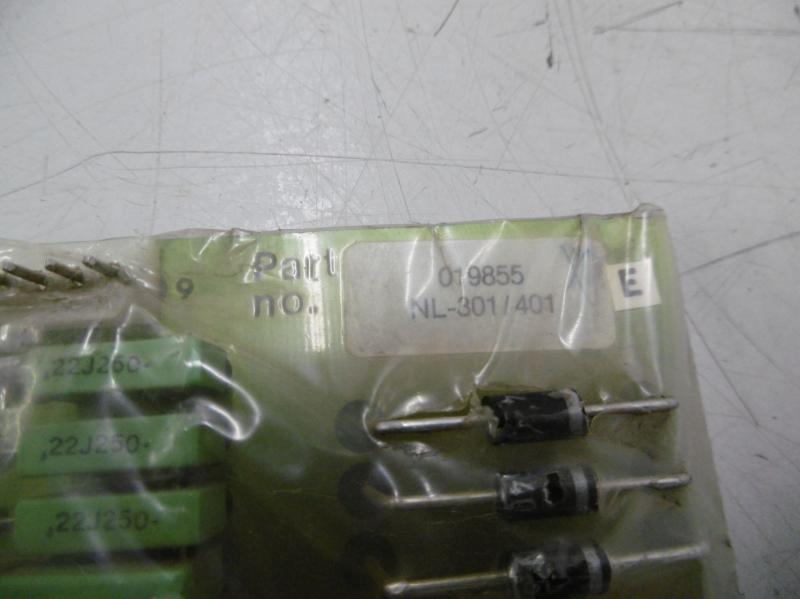 Part no.
019855
NL-301/401
E
9
,22J250-
,22J250-
,22J250-